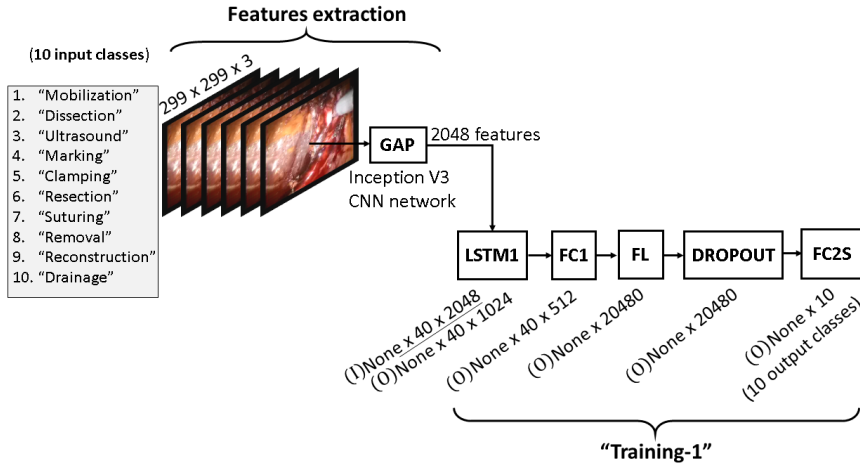 Features extraction
(10 input classes)
1. “Mobilization”
2. “Dissection”
3. “Ultrasound”
4. “Marking”
5. “Clamping”
6. “Resection”
7. “Suturing”
8. “Removal”
9. “Reconstruction”
10. “Drainage”
299 x 299 x 3
GAP
2048 features
Inception V3
CNN network
LSTM1
FC1
FL
DROPOUT
FC2S
(I)None x 40 x 2048
(O)None x 40 x 1024
(O)None x 40 x 512
(O)None x 20480
(O)None x 20480
(O)None x 10
(10 output classes)
“Training-1”